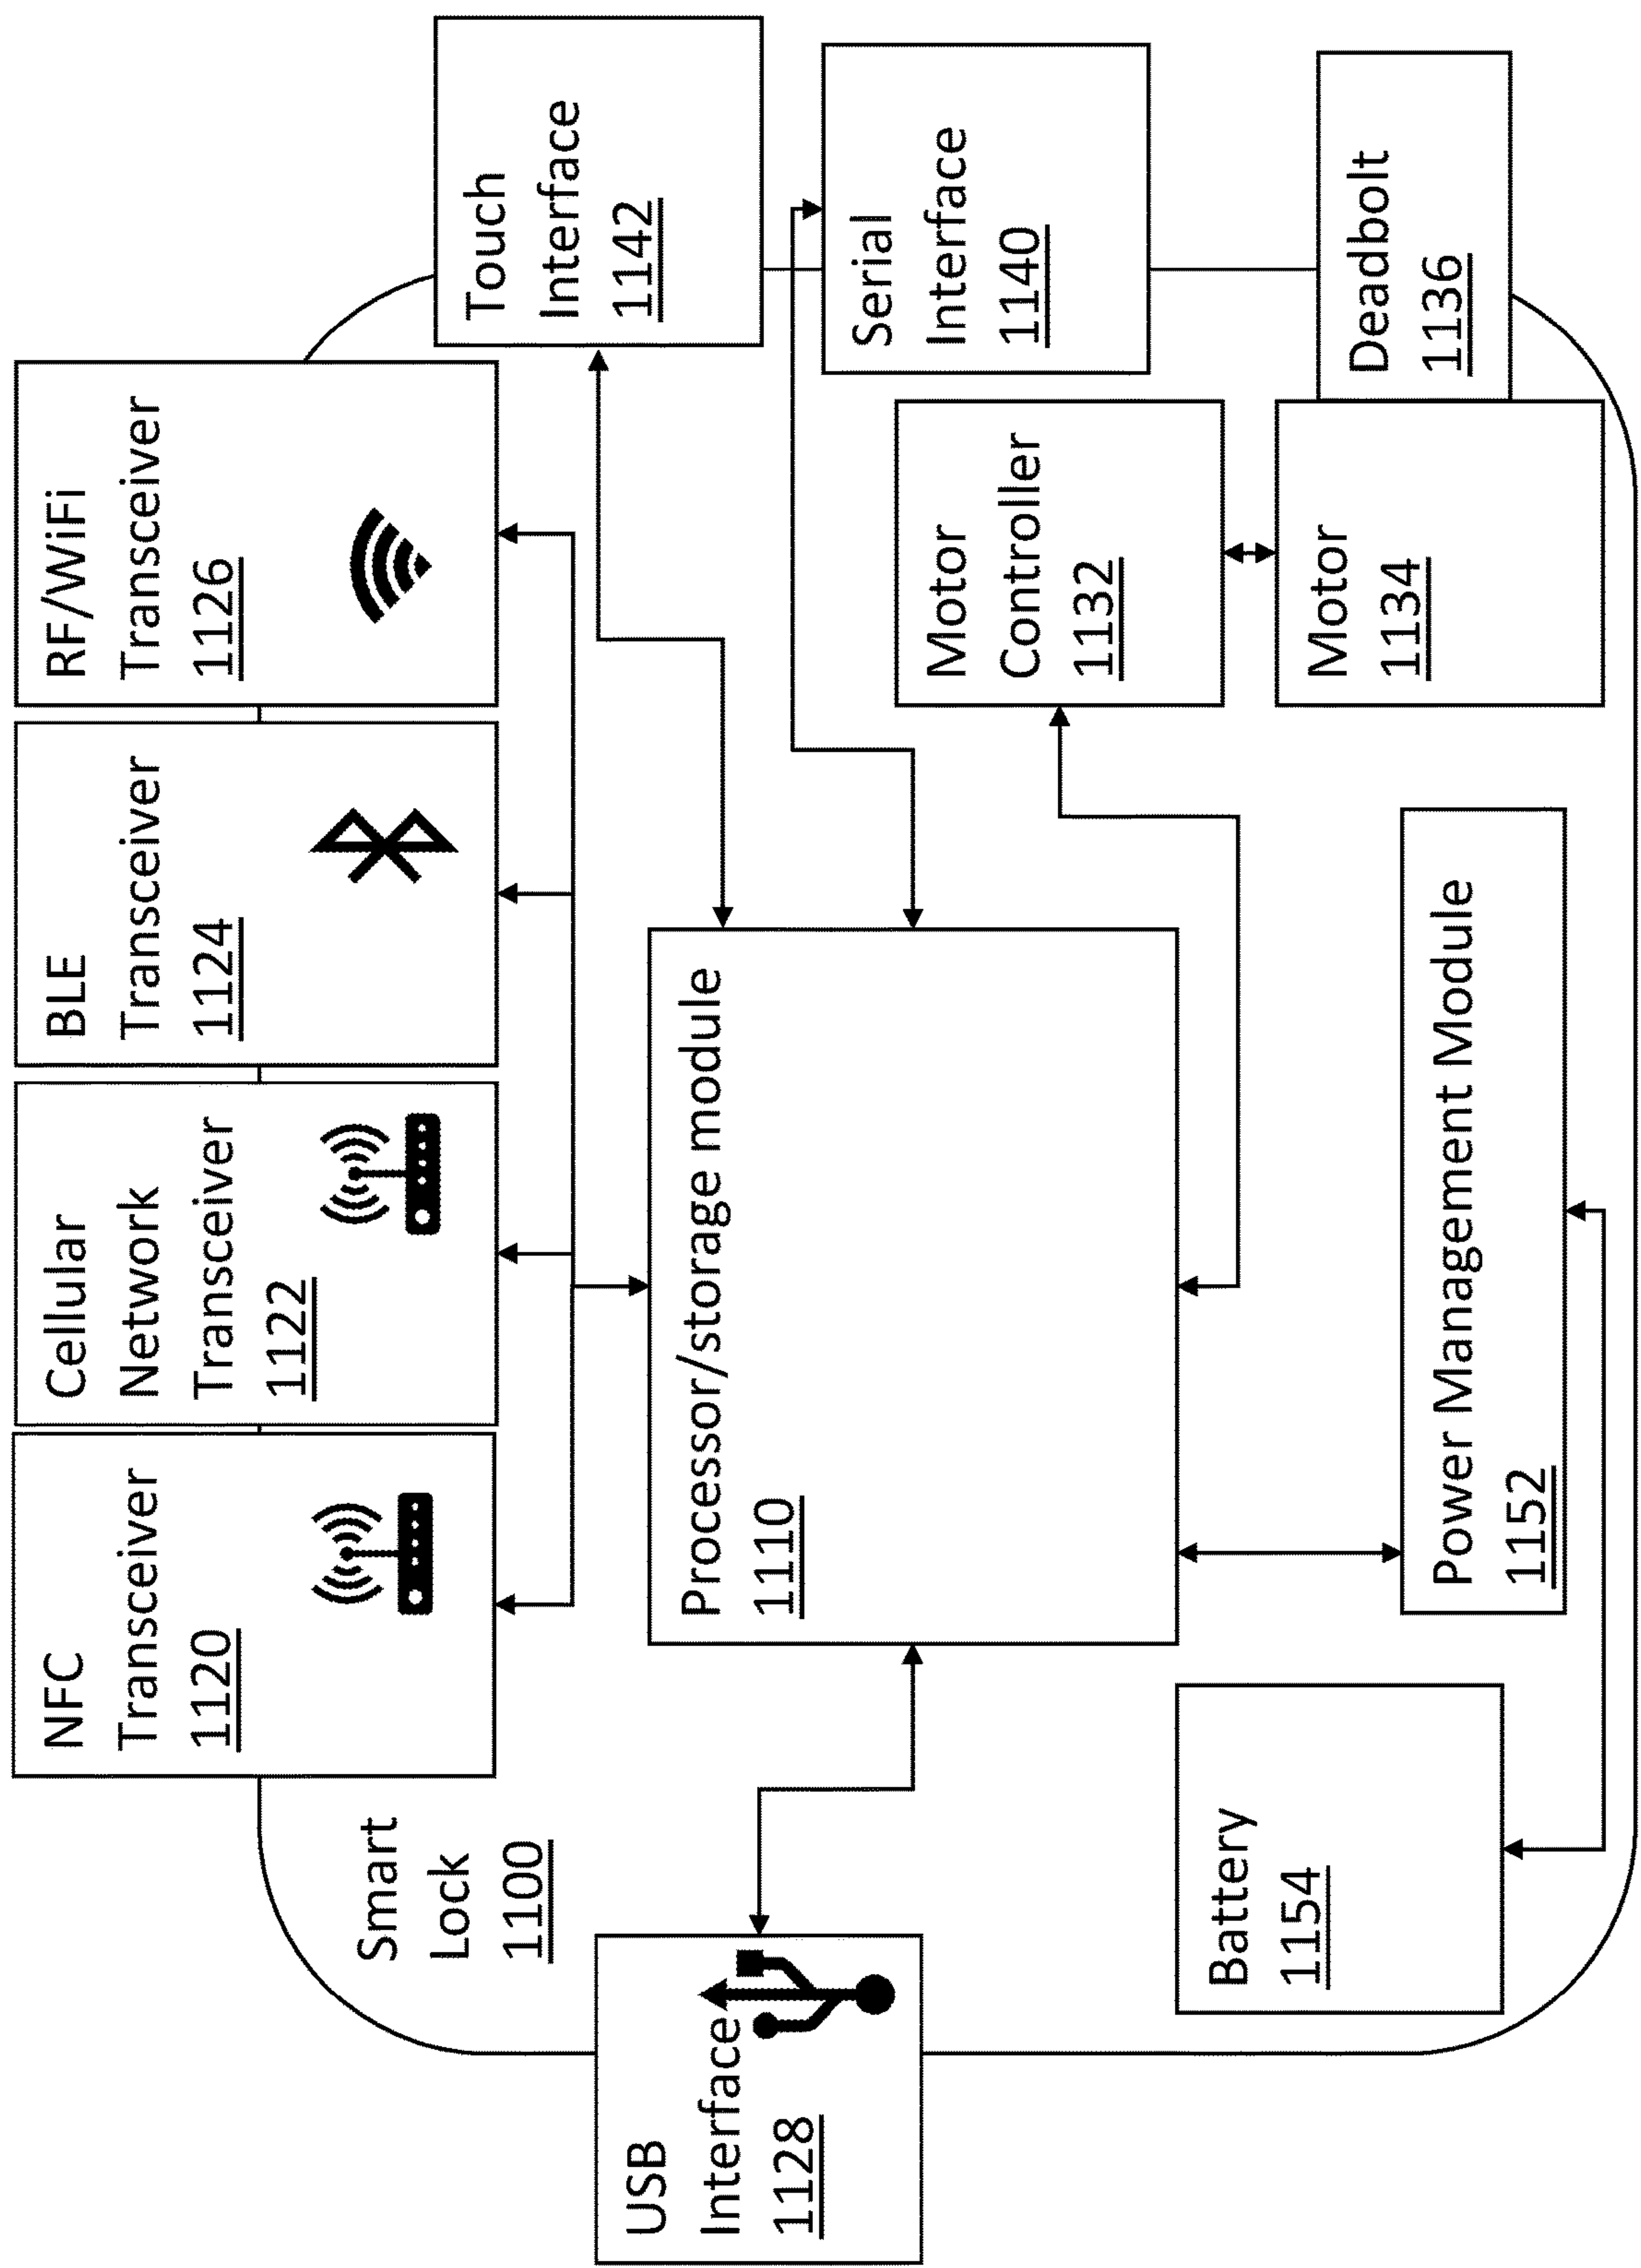 NFC
Transceiver
1120
Cellular
Network
Transceiver
1122
BLE
Transceiver
1124
RF/WiFi
Transceiver
1126
Smart
Lock
1100
USB
Interface
1128
Processor/storage module
1110
Touch
Interface
1142
Serial
Interface
1140
Motor
Controller
1132
Motor
1134
Deadbolt
1136
Battery
1154
Power Management Module
1152